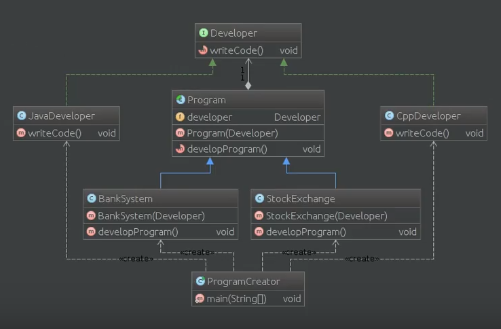 Developer
writeCode() void
1
1
Program
developer Developer
Program(Developer)
developProgram() void
JavaDeveloper
writeCode() void
CppDeveloper
writeCode() void
BankSystem
BankSystem(Developer)
developProgram() void
StockExchange
StockExchange(Developer)
developProgram() void
«create»
«create»
«create»
«create»
ProgramCreator
main(String[]) void